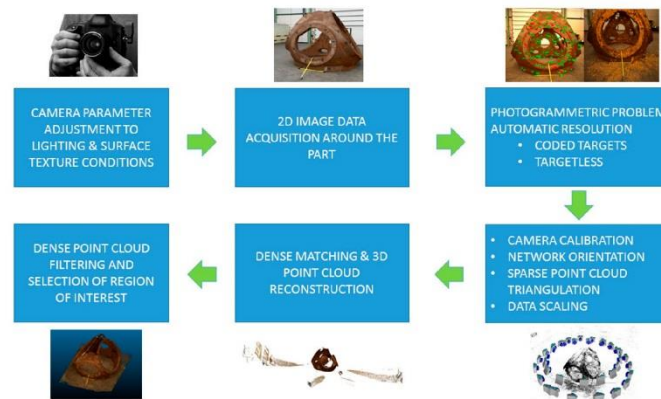 CAMERA PARAMETER
ADJUSTMENT TO
LIGHTING & SURFACE
TEXTURE CONDITIONS
2D IMAGE DATA
ACQUISITION AROUND THE
PART
PHOTOGRAMMETRIC PROBLEM
AUTOMATIC RESOLUTION
• CODED TARGETS
• TARGETLESS
• CAMERA CALIBRATION
• NETWORK ORIENTATION
• SPARSE POINT CLOUD
TRIANGULATION
• DATA SCALING
DENSE MATCHING & 3D
POINT CLOUD
RECONSTRUCTION
DENSE POINT CLOUD
FILTERING AND
SELECTION OF REGION
OF INTEREST